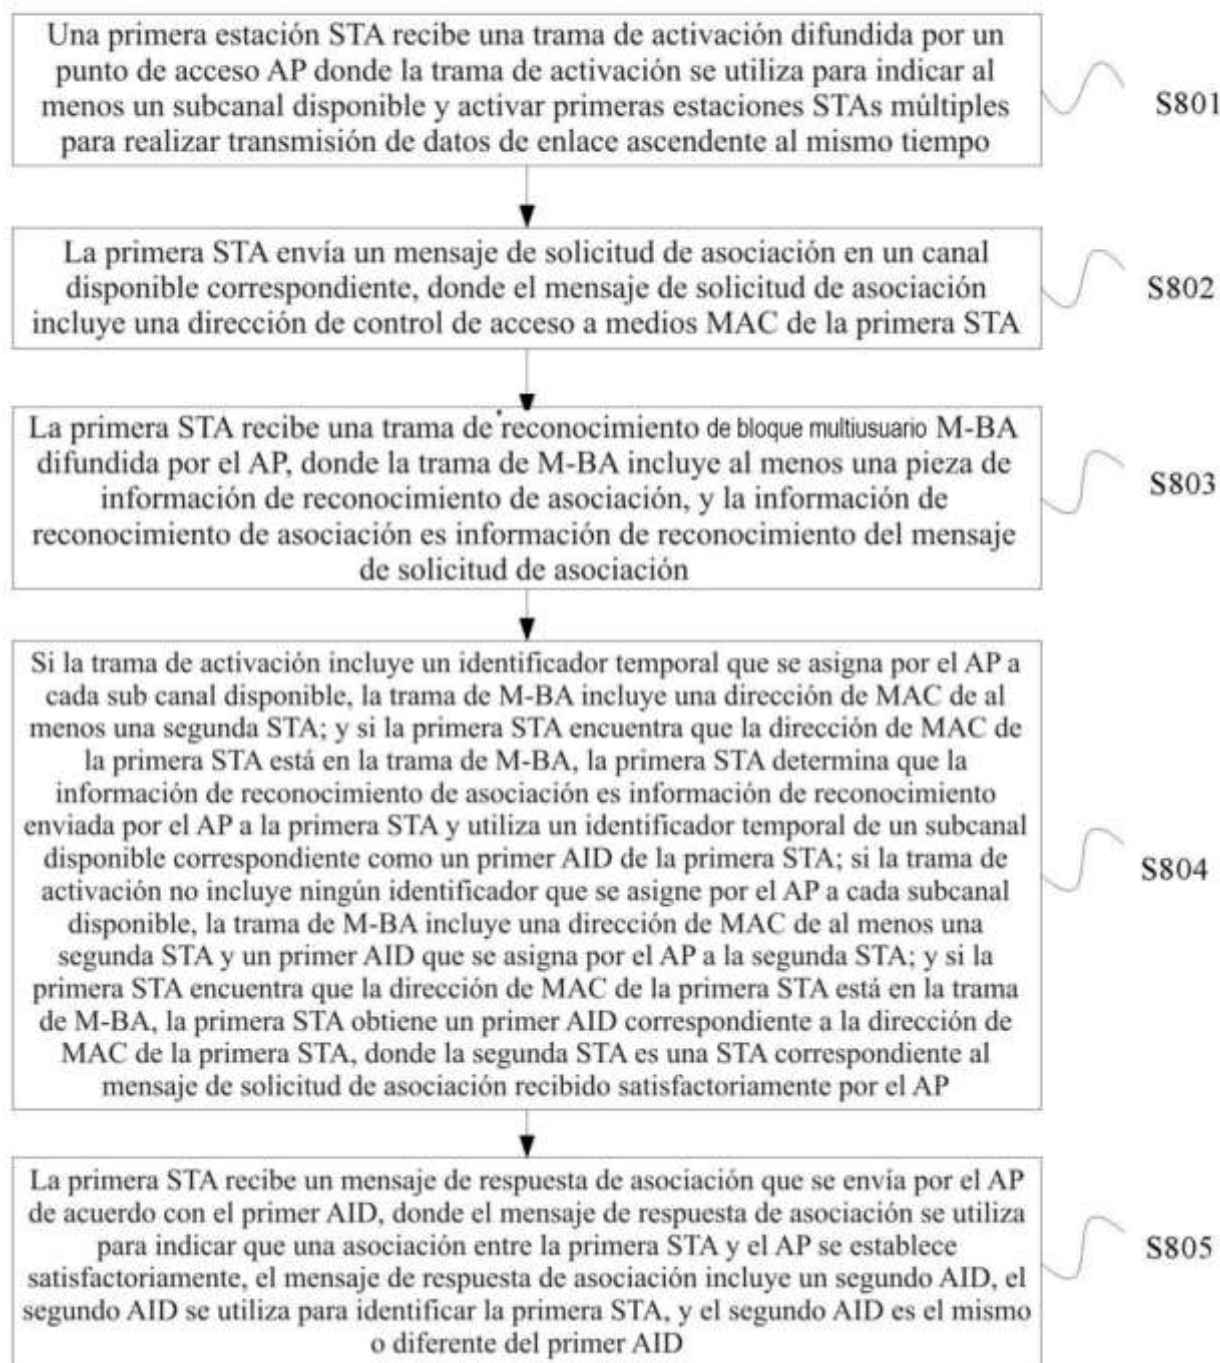 Una primera estación STA recibe una trama de activación difundida por un
punto de acceso AP donde la trama de activación se utiliza para indicar al
menos un subcanal disponible y activar primeras estaciones STAs múltiples
para realizar transmisión de datos de enlace ascendente al mismo tiempo
S801
La primera STA envía un mensaje de solicitud de asociación en un canal
disponible correspondiente, donde el mensaje de solicitud de asociación
incluye una dirección de control de acceso a medios MAC de la primera STA
S802
La primera STA recibe una trama de reconocimiento de bloque multiusuario M-BA
difundida por el AP, donde la trama de M-BA incluye al menos una pieza de
información de reconocimiento de asociación, y la información de
reconocimiento de asociación es información de reconocimiento del mensaje
de solicitud de asociación
S803
Si la trama de activación incluye un identificador temporal que se asigna por el AP a
cada sub canal disponible, la trama de M-BA incluye una dirección de MAC de al
menos una segunda STA; y si la primera STA encuentra que la dirección de MAC de
la primera STA está en la trama de M-BA, la primera STA determina que la
información de reconocimiento de asociación es información de reconocimiento
enviada por el AP a la primera STA y utiliza un identificador temporal de un subcanal
disponible correspondiente como un primer AID de la primera STA; si la trama de
activación no incluye ningún identificador que se asigne por el AP a cada subcanal
disponible, la trama de M-BA incluye una dirección de MAC de al menos una
segunda STA y un primer AID que se asigna por el AP a la segunda STA; y si la
primera STA encuentra que la dirección de MAC de la primera STA está en la trama
de M-BA, la primera STA obtiene un primer AID correspondiente a la dirección de
MAC de la primera STA, donde la segunda STA es una STA correspondiente al
mensaje de solicitud de asociación recibido satisfactoriamente por el AP
S804
La primera STA recibe un mensaje de respuesta de asociación que se envía por el AP
de acuerdo con el primer AID, donde el mensaje de respuesta de asociación se utiliza
para indicar que una asociación entre la primera STA y el AP se establece
satisfactoriamente, el mensaje de respuesta de asociación incluye un segundo AID, el
segundo AID se utiliza para identificar la primera STA, y el segundo AID es el mismo
o diferente del primer AID
S805